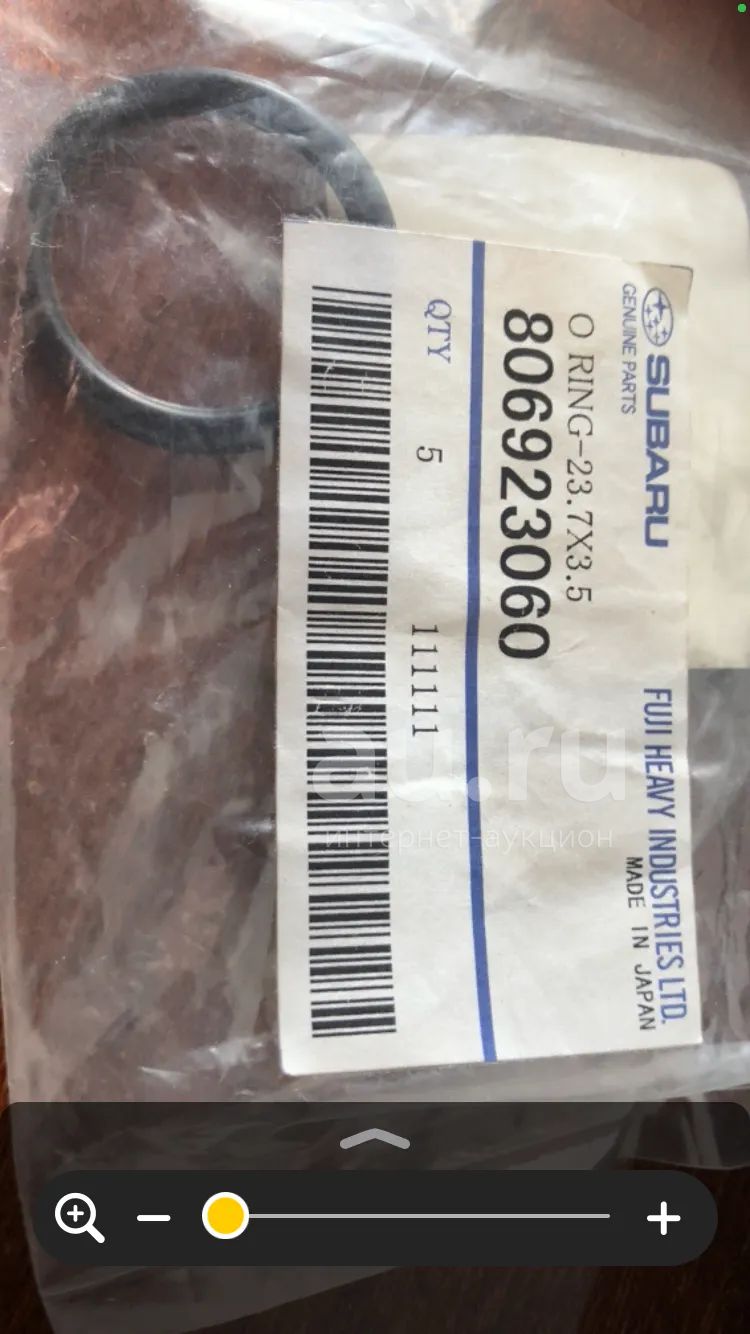 SUBARU
GENUINE PARTS
FUJI HEAVY INDUSTRIES LTD.
MADE IN JAPAN
O RING-23.7X3.5
806923060
QTY 5 111111
au.ru
интернет-аукцион